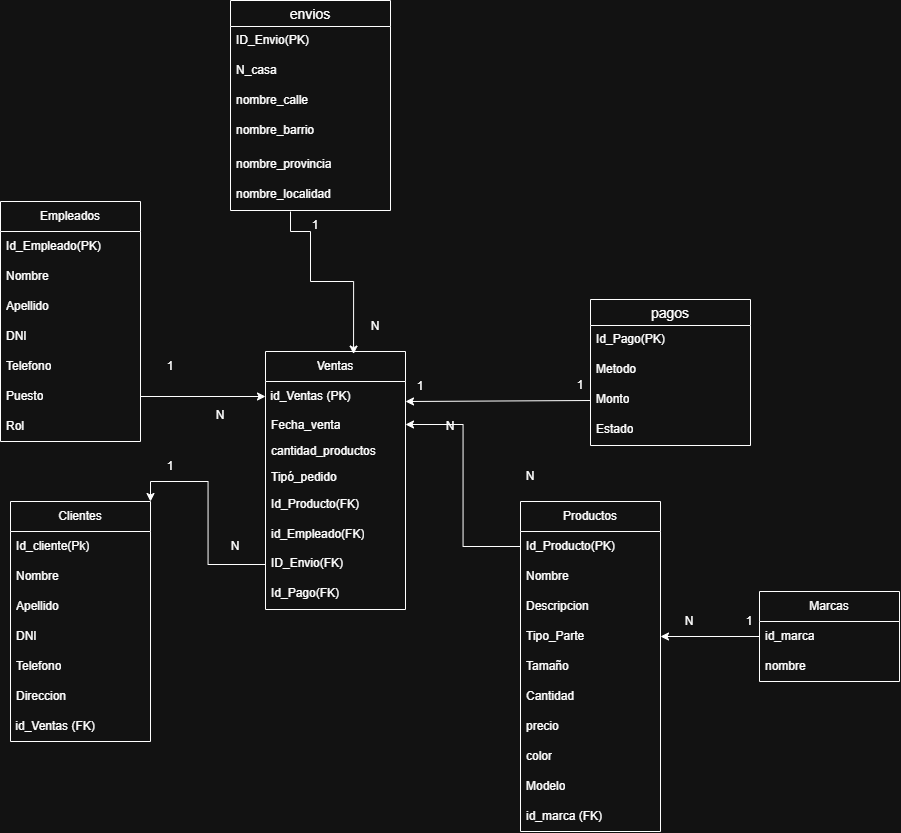 envios
ID_Envio(PK)
N_casa
nombre_calle
nombre_barrio
nombre_provincia
nombre_localidad
1
N
Empleados
Id_Empleado(PK)
Nombre
Apellido
DNI
Telefono
Puesto
Rol
1
N
pagos
Id_Pago(PK)
Metodo
Monto
Estado
1
1
Ventas
id_Ventas (PK)
Fecha_venta
cantidad_productos
Tipó_pedido
Id_Producto(FK)
id_Empleado(FK)
ID_Envio(FK)
Id_Pago(FK)
N
N
1
N
Clientes
Id_cliente(Pk)
Nombre
Apellido
DNI
Telefono
Direccion
id_Ventas (FK)
Productos
Id_Producto(PK)
Nombre
Descripcion
Tipo_Parte
Tamaño
Cantidad
precio
color
Modelo
id_marca (FK)
N
1
Marcas
id_marca
nombre